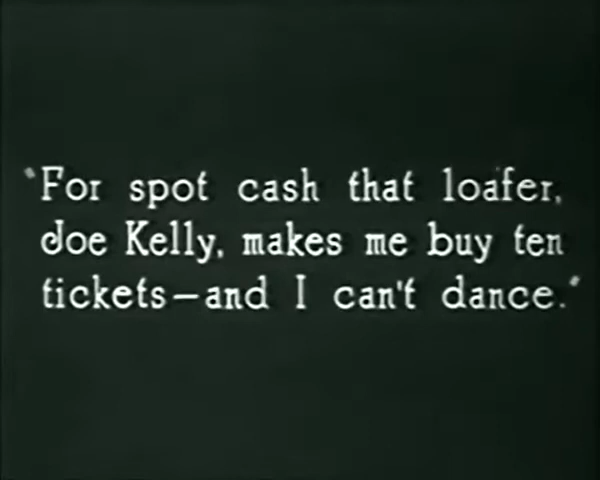 "For spot cash that loafer,
Joe Kelly, makes me buy ten
tickets—and I can't dance."